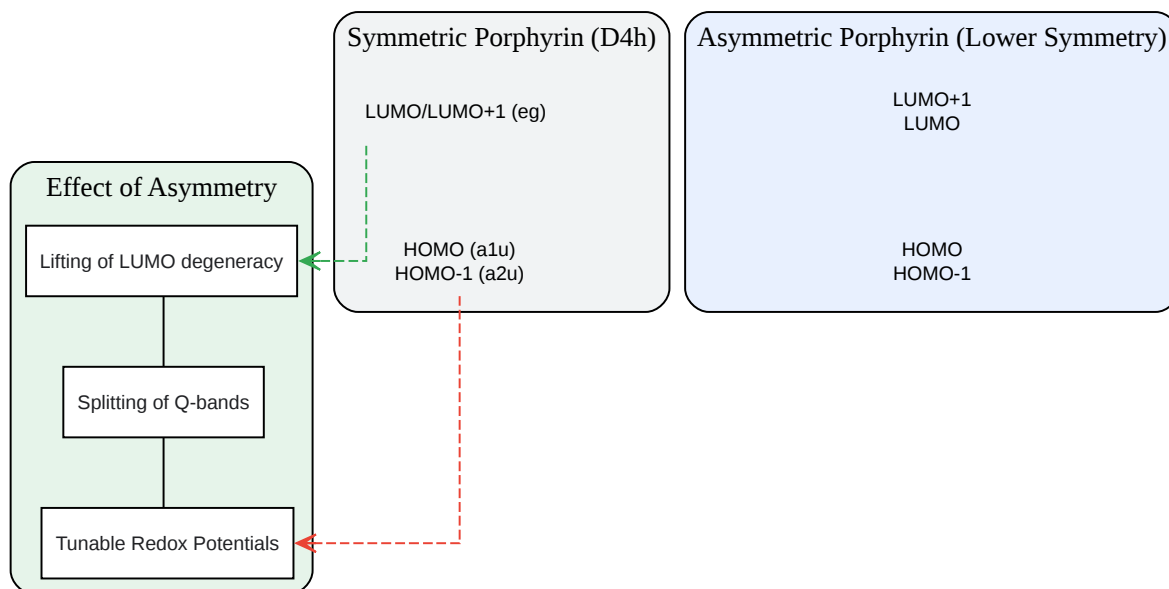 Symmetric Porphyrin (D4h)
LUMO/LUMO+1 (eg)
HOMO (a1u)
HOMO-1 (a2u)
Asymmetric Porphyrin (Lower Symmetry)
LUMO+1
LUMO
HOMO
HOMO-1
Effect of Asymmetry
Lifting of LUMO degeneracy
Splitting of Q-bands
Tunable Redox Potentials